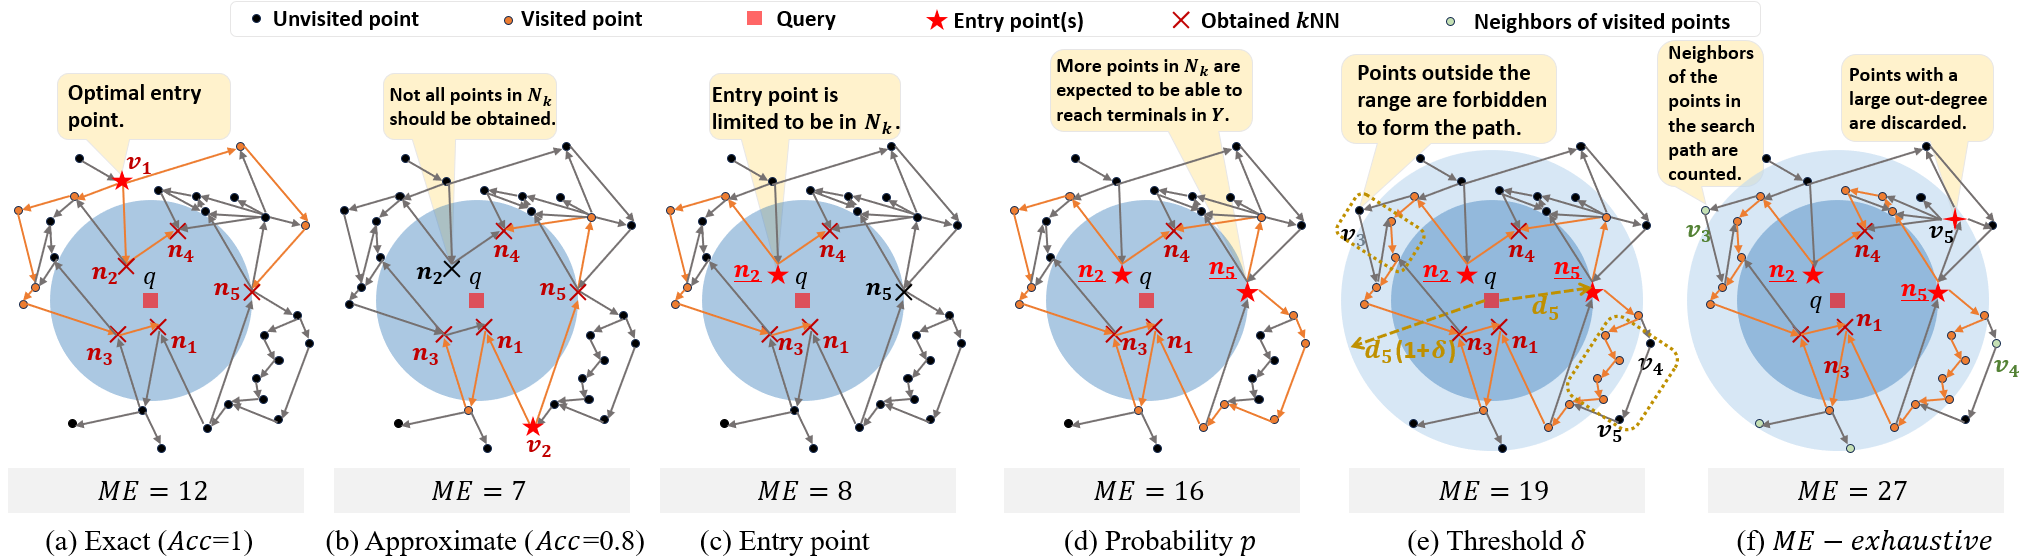 Unvisited point Visited point Query Entry point(s) Obtained kNN Neighbors of visited points
Optimal entry
point.
v₁
n₂
n₄
q
n₅
n₃
n₁
ME = 12
(a) Exact (Acc=1)
Not all points in Nₖ
should be obtained.
n₂
n₄
q
n₅
n₃
n₁
v₂
ME = 7
(b) Approximate (Acc=0.8)
Entry point is
limited to be in Nₖ.
n₂
n₄
q
n₅
n₃
n₁
ME = 8
(c) Entry point
More points in Nₖ are
expected to be able to
reach terminals in Y.
n₂
n₄
q
n₅
n₃
n₁
ME = 16
(d) Probability p
Points outside the
range are forbidden
to form the path.
v₃
n₂
n₄
q
n₅
d₅
d₅(1+δ)
n₃
n₁
v₄
v₅
ME = 19
(e) Threshold δ
Neighbors
of the
points in
the search
path are
counted.
Points with a
large out-degree
are discarded.
v₃
v₅
n₂
n₄
q
n₅
n₁
n₃
v₄
ME = 27
(f) ME − exhaustive